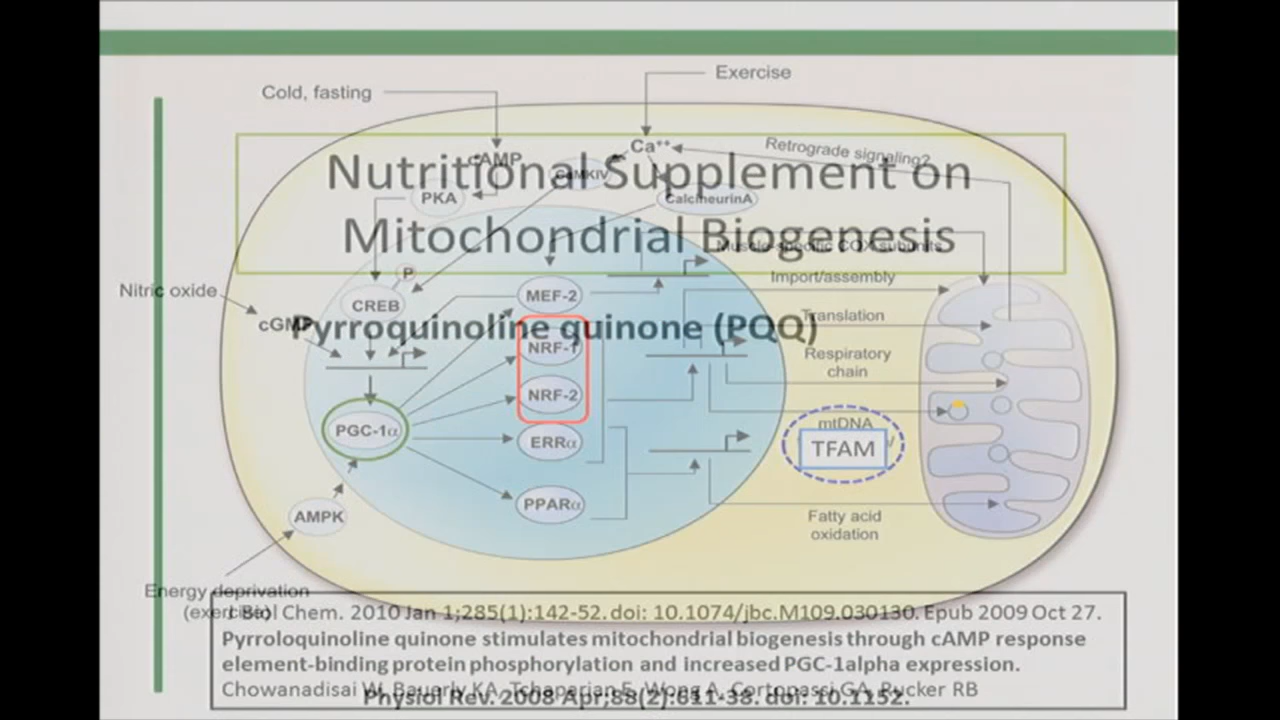 Exercise
Cold, fasting
Ca++
Retrograde signaling?
cAMP
CaMKIV
Nutritional Supplement on
PKA
CalcineurinA
Mitochondrial Biogenesis
Muscle-specific COX subunits
P
Import/assembly
Nitric oxide
MEF-2
CREB
Translation
cGMP
Pyrroquinoline quinone (PQQ)
NRF-1
Respiratory
chain
NRF-2
mtDNA
PGC-1α
ERRα
TFAM
PPARα
AMPK
Fatty acid
oxidation
Energy deprivation
(exercise)
J Biol Chem. 2010 Jan 1;285(1):142-52. doi: 10.1074/jbc.M109.030130. Epub 2009 Oct 27.
Pyrroloquinoline quinone stimulates mitochondrial biogenesis through cAMP response
element-binding protein phosphorylation and increased PGC-1alpha expression.
Chowanadisai W, Bauerly KA, Tchaparian E, Wong A, Cortopassi GA, Rucker RB
Physiol Rev. 2008 Apr;88(2):611-38. doi: 10.1152.